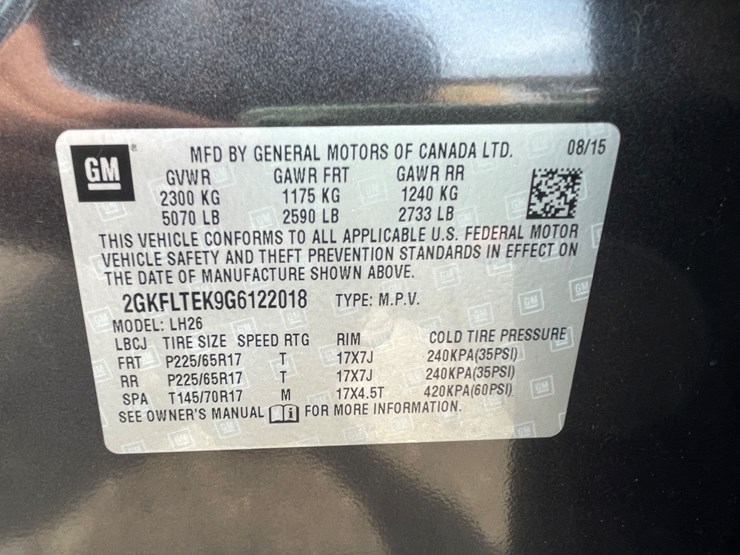 GM
MFD BY GENERAL MOTORS OF CANADA LTD. 08/15
GVWR GAWR FRT GAWR RR
2300 KG 1175 KG 1240 KG
5070 LB 2590 LB 2733 LB
THIS VEHICLE CONFORMS TO ALL APPLICABLE U.S. FEDERAL MOTOR
VEHICLE SAFETY AND THEFT PREVENTION STANDARDS IN EFFECT ON
THE DATE OF MANUFACTURE SHOWN ABOVE.
2GKFLTEK9G6122018 TYPE: M.P.V.
MODEL: LH26
LBCJ TIRE SIZE SPEED RTG RIM COLD TIRE PRESSURE
FRT P225/65R17 T 17X7J 240KPA(35PSI)
RR P225/65R17 T 17X7J 240KPA(35PSI)
SPA T145/70R17 M 17X4.5T 420KPA(60PSI)
SEE OWNER'S MANUAL i FOR MORE INFORMATION.